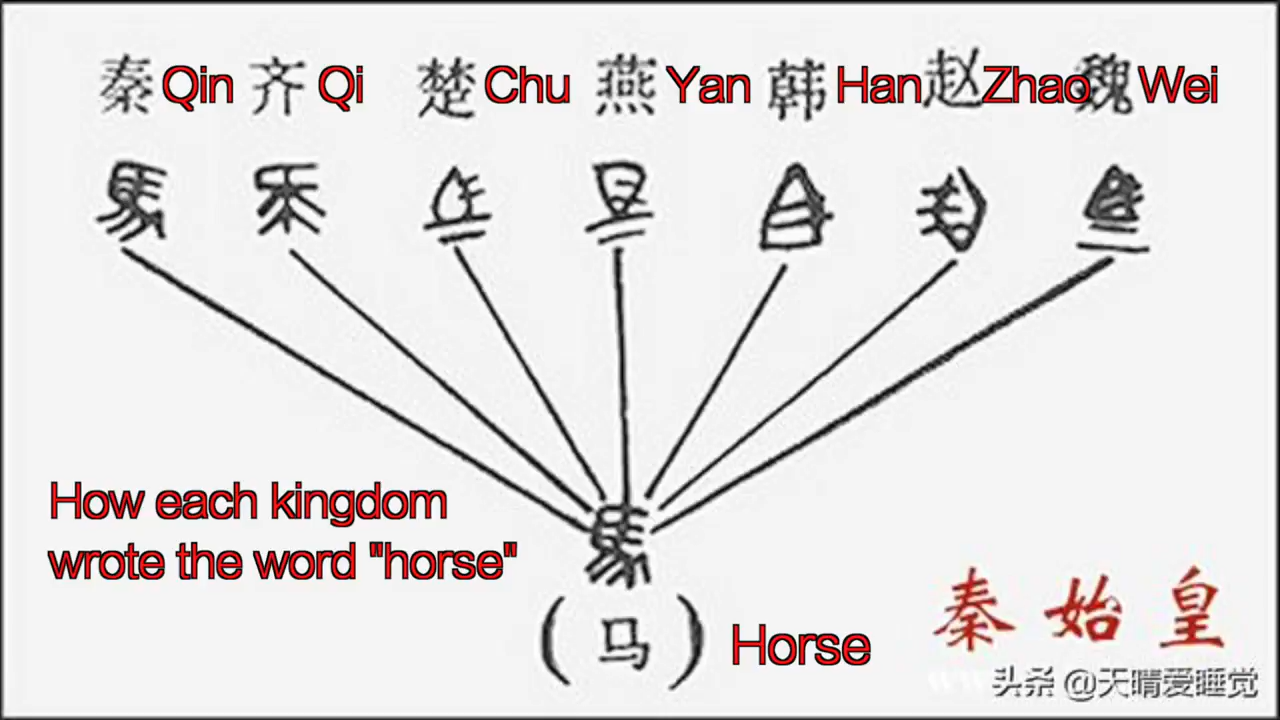 秦 Qin 齐 Qi 楚 Chu 燕 Yan 韩 Han 赵 Zhao 魏 Wei
How each kingdom
wrote the word "horse"
馬
(马) Horse
秦始皇
头条 @天晴爱睡觉